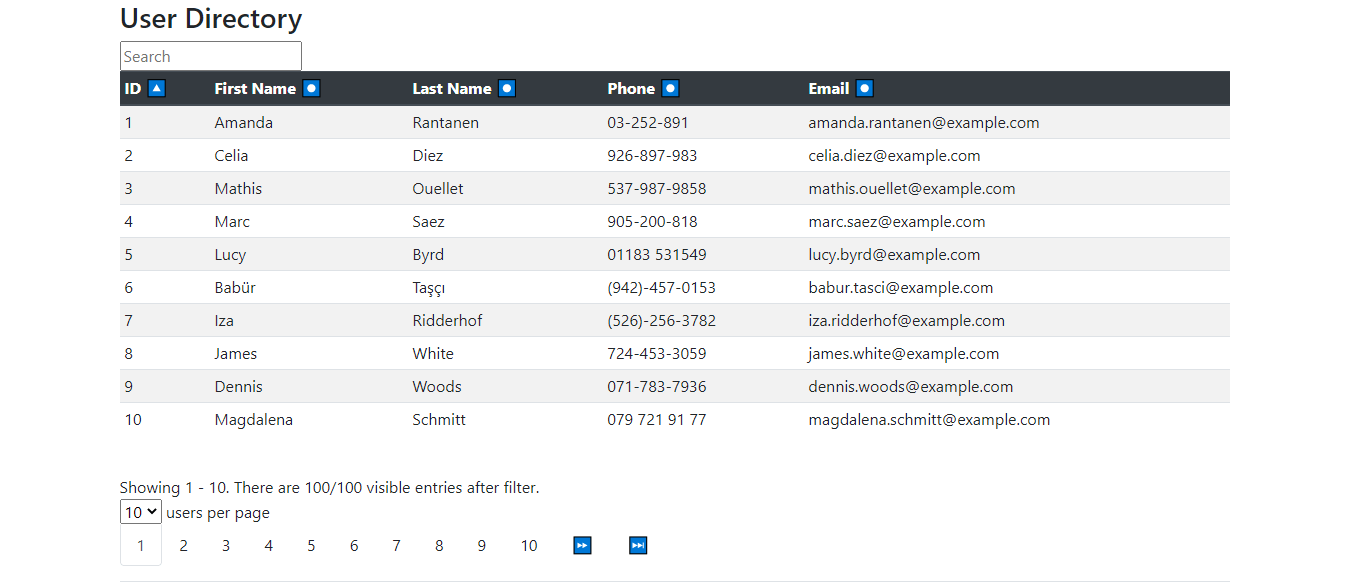 User Directory
Search
ID First Name Last Name Phone Email
1 Amanda Rantanen 03-252-891 amanda.rantanen@example.com
2 Celia Diez 926-897-983 celia.diez@example.com
3 Mathis Ouellet 537-987-9858 mathis.ouellet@example.com
4 Marc Saez 905-200-818 marc.saez@example.com
5 Lucy Byrd 01183 531549 lucy.byrd@example.com
6 Babür Taşçı (942)-457-0153 babur.tasci@example.com
7 Iza Ridderhof (526)-256-3782 iza.ridderhof@example.com
8 James White 724-453-3059 james.white@example.com
9 Dennis Woods 071-783-7936 dennis.woods@example.com
10 Magdalena Schmitt 079 721 91 77 magdalena.schmitt@example.com
Showing 1 - 10. There are 100/100 visible entries after filter.
10 users per page
1 2 3 4 5 6 7 8 9 10